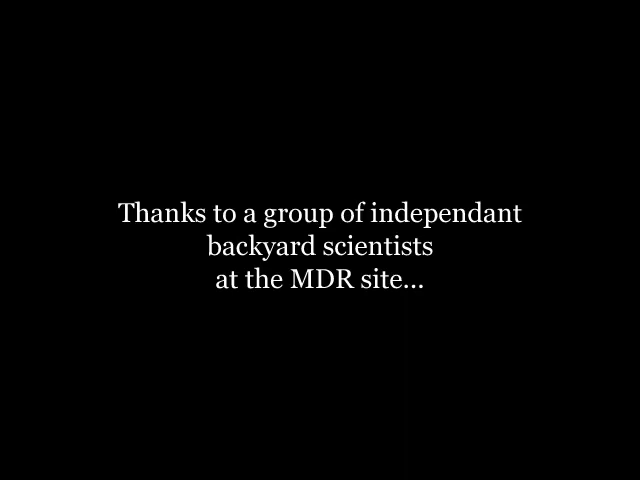 Thanks to a group of independant
backyard scientists
at the MDR site...